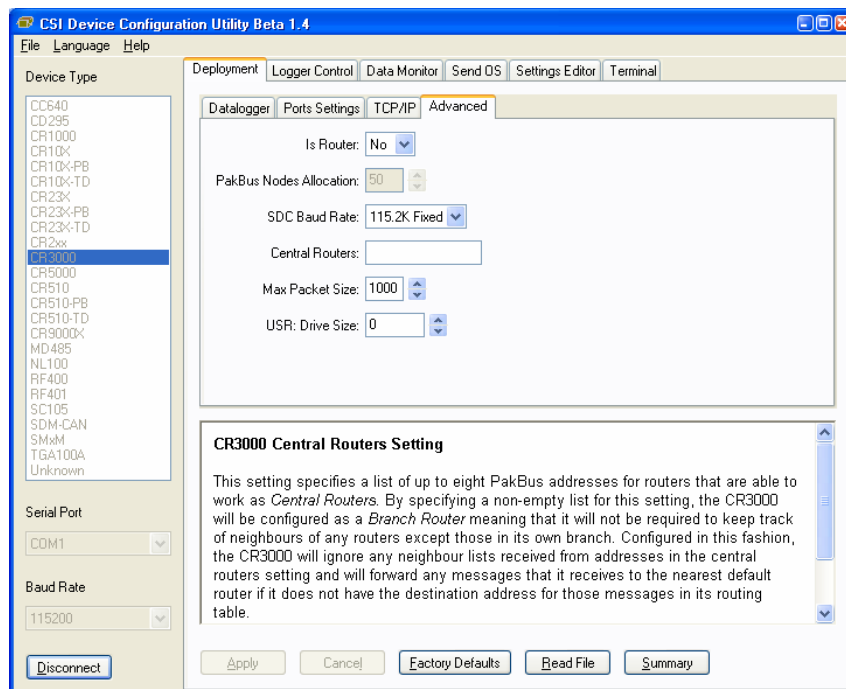 CSI Device Configuration Utility Beta 1.4
File Language Help
Device Type
CC640
CD295
CR1000
CR10X
CR10X-PB
CR10X-TD
CR23X
CR23X-PB
CR23X-TD
CR2xx
CR3000
CR5000
CR510
CR510-PB
CR510-TD
CR9000X
MD485
NL100
RF400
RF401
SC105
SDM-CAN
SMxM
TGA100A
Unknown
Serial Port
COM1
Baud Rate
115200
Disconnect
Deployment Logger Control Data Monitor Send OS Settings Editor Terminal
Datalogger Ports Settings TCP/IP Advanced
Is Router: No
PakBus Nodes Allocation: 50
SDC Baud Rate: 115.2K Fixed
Central Routers:
Max Packet Size: 1000
USR: Drive Size: 0
CR3000 Central Routers Setting
This setting specifies a list of up to eight PakBus addresses for routers that are able to
work as Central Routers. By specifying a non-empty list for this setting, the CR3000
will be configured as a Branch Router meaning that it will not be required to keep track
of neighbours of any routers except those in its own branch. Configured in this fashion,
the CR3000 will ignore any neighbour lists received from addresses in the central
routers setting and will forward any messages that it receives to the nearest default
router if it does not have the destination address for those messages in its routing
table.
Apply Cancel Factory Defaults Read File Summary